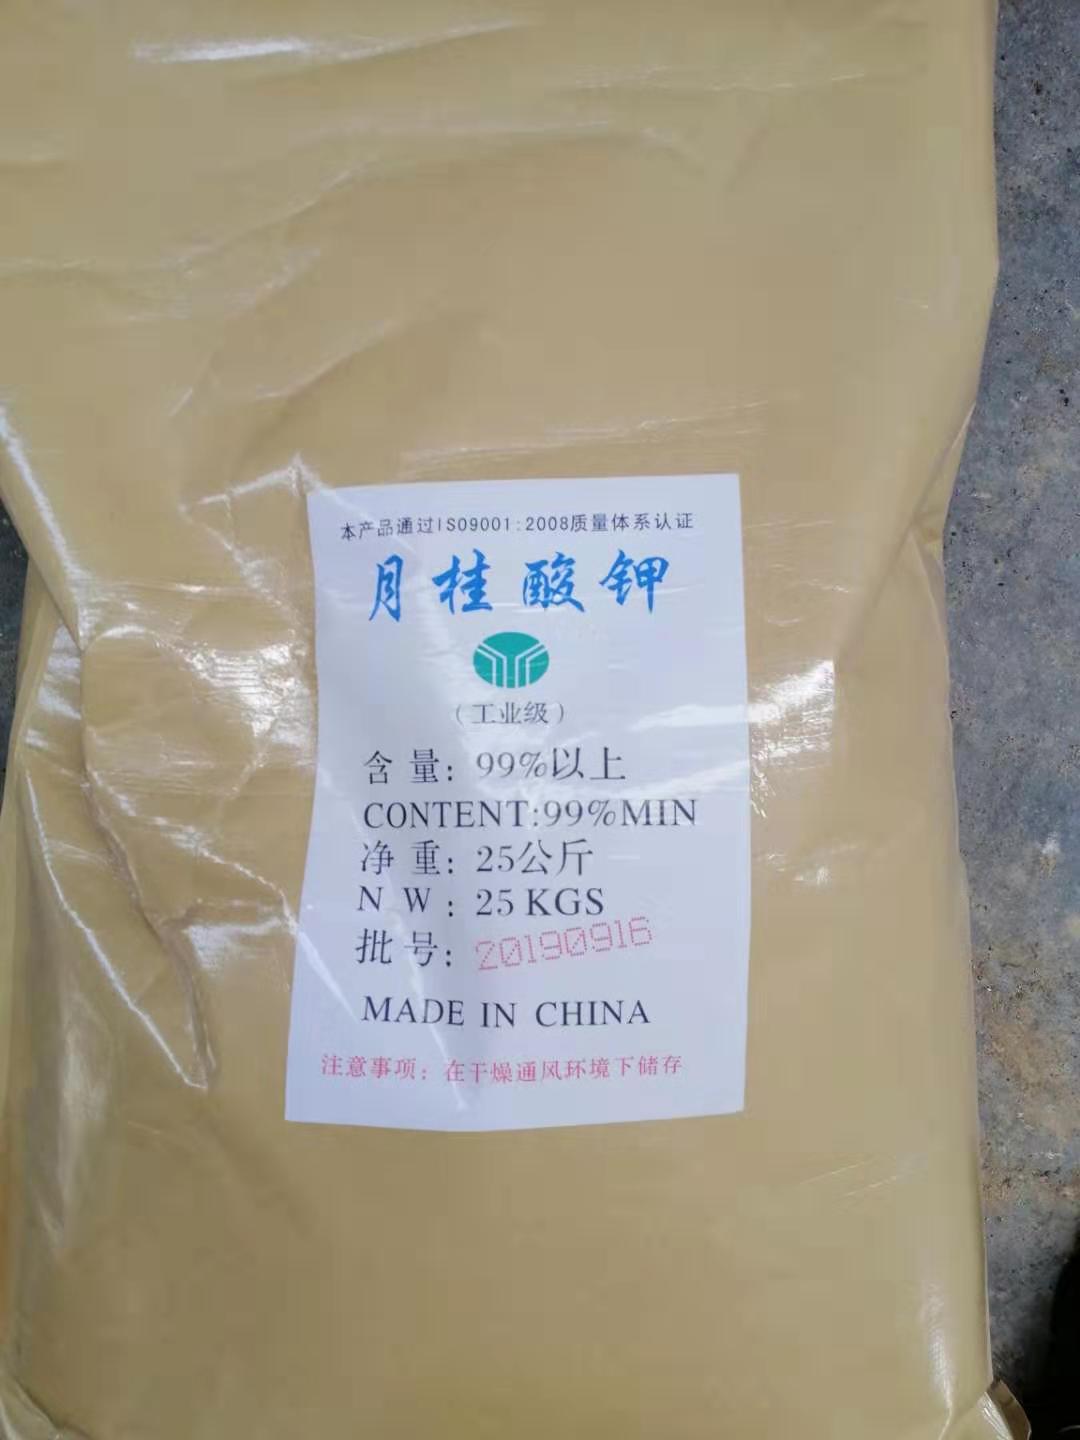 本产品通过ISO9001:2008质量体系认证
月桂酸钾
（工业级）
含 量：99%以上
CONTENT:99%MIN
净 重：25公斤
N W：25KGS
批 号：20190916
MADE IN CHINA
注意事项：在干燥通风环境下储存